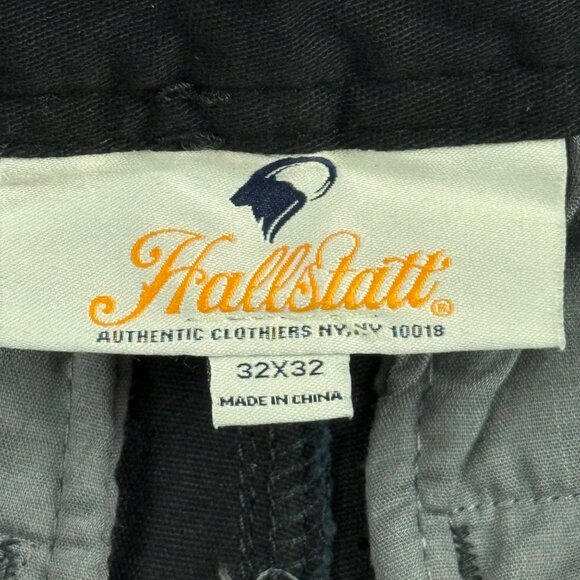 Hallstatt®
AUTHENTIC CLOTHIERS NY, NY 10018
32X32
MADE IN CHINA